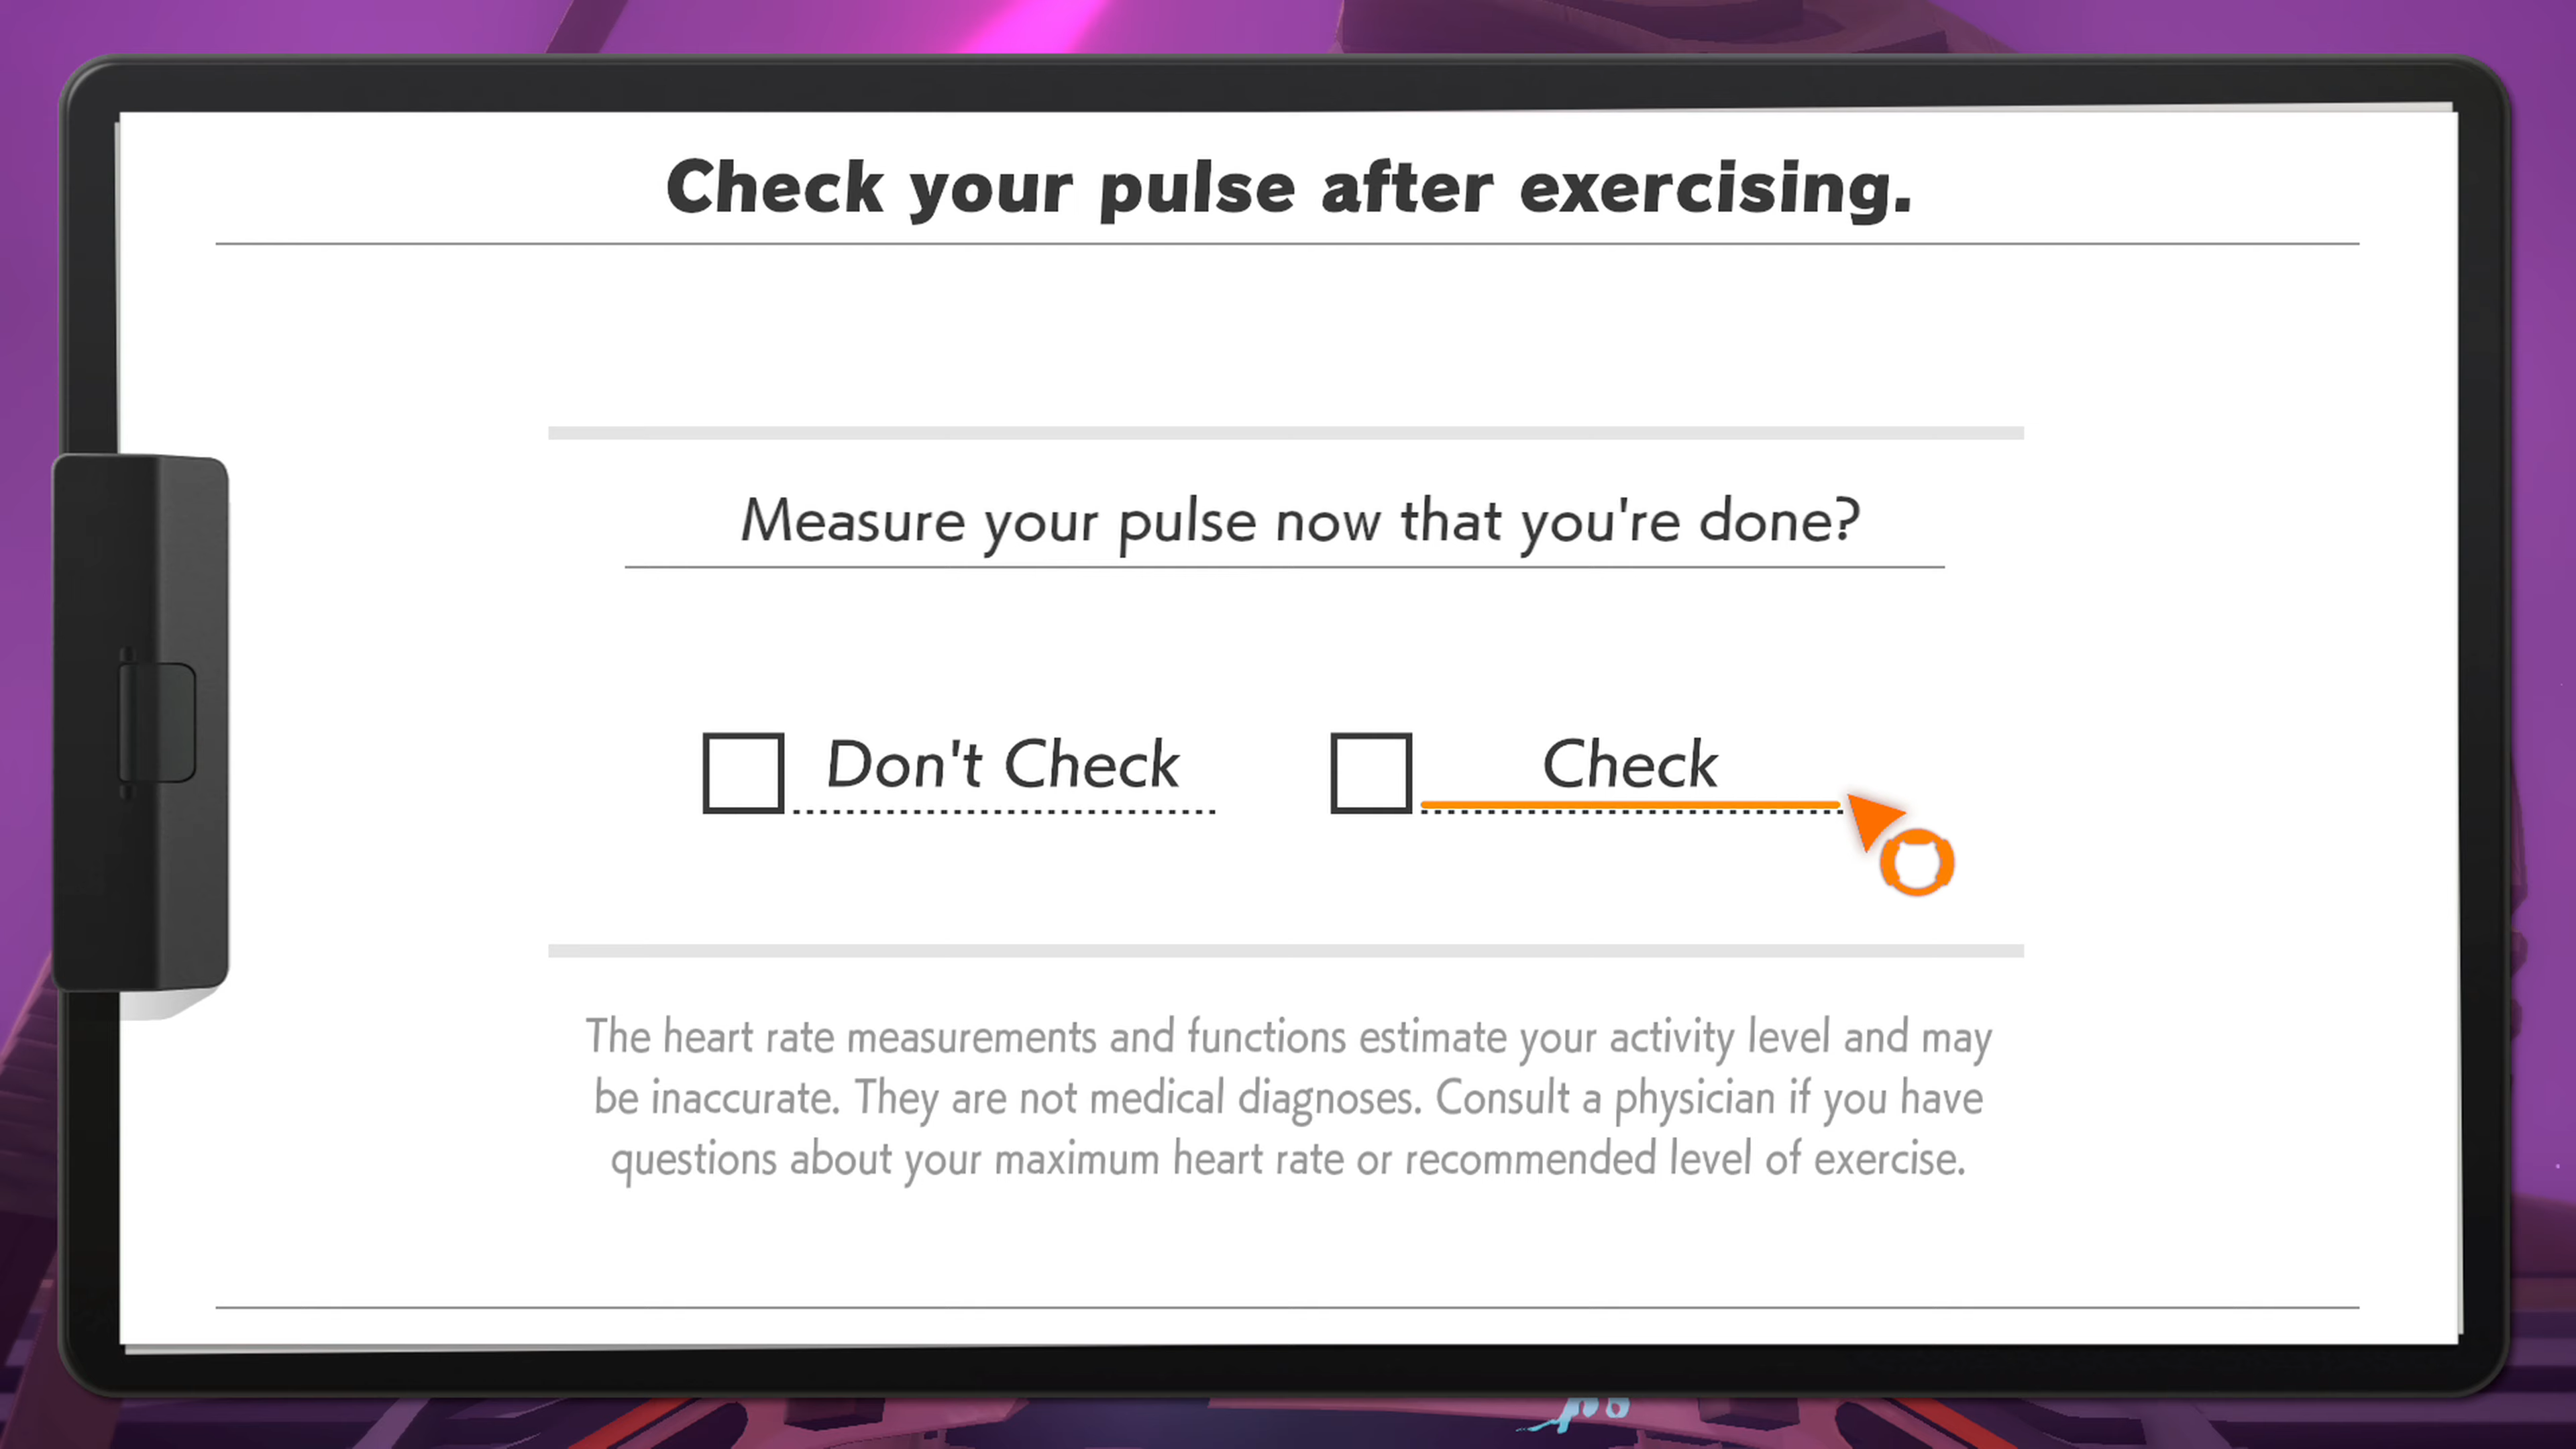 Check your pulse after exercising.
Measure your pulse now that you're done?
Don't Check
Check
The heart rate measurements and functions estimate your activity level and may
be inaccurate. They are not medical diagnoses. Consult a physician if you have
questions about your maximum heart rate or recommended level of exercise.